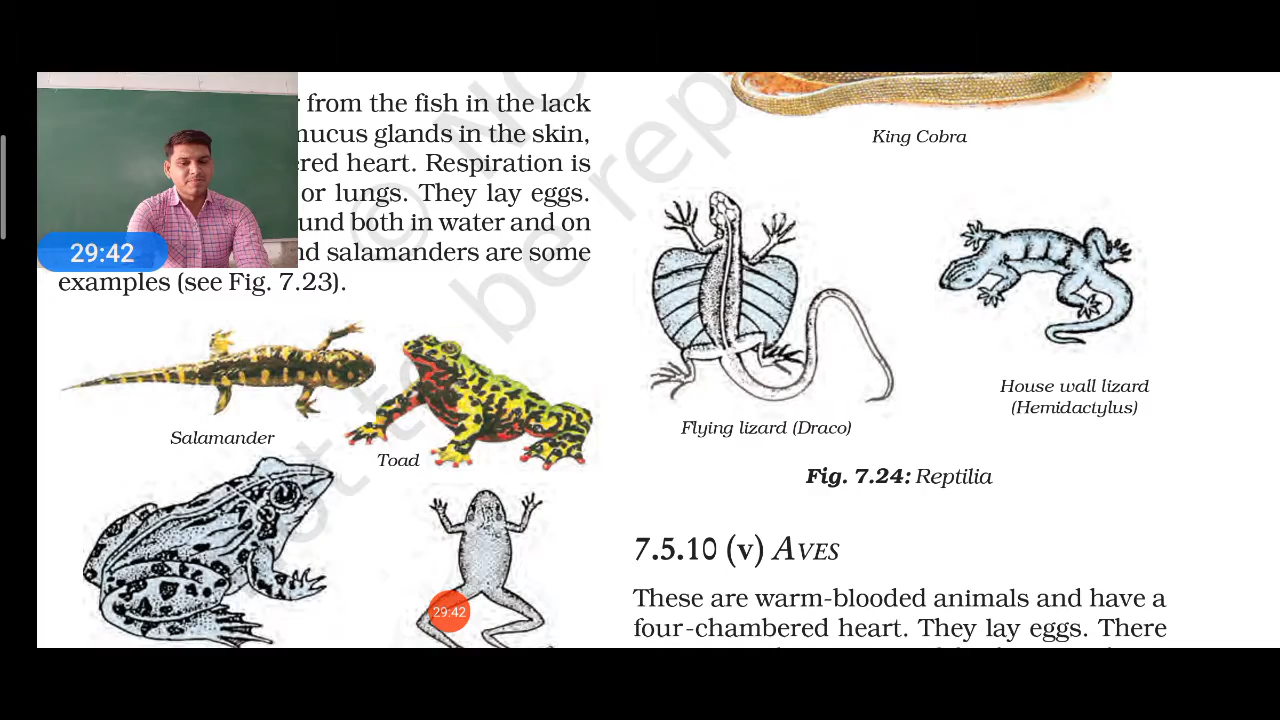 from the fish in the lack
mucus glands in the skin,
ered heart. Respiration is
or lungs. They lay eggs.
und both in water and on
nd salamanders are some
examples (see Fig. 7.23).
29:42
Salamander
Toad
29:42
King Cobra
Flying lizard (Draco)
House wall lizard
(Hemidactylus)
Fig. 7.24: Reptilia
7.5.10 (v) AVES
These are warm-blooded animals and have a
four-chambered heart. They lay eggs. There